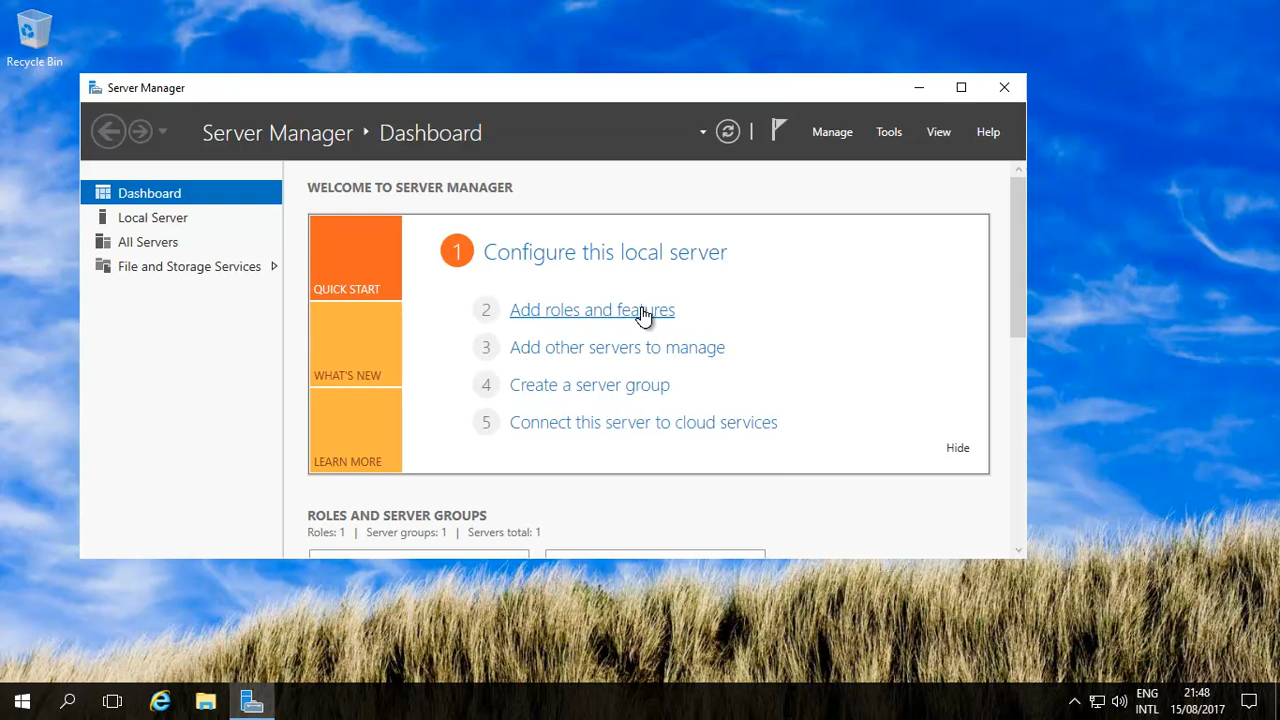 Recycle Bin
Server Manager
Server Manager Dashboard
Manage Tools View Help
Dashboard
Local Server
All Servers
File and Storage Services
WELCOME TO SERVER MANAGER
QUICK START
WHAT'S NEW
LEARN MORE
1 Configure this local server
2 Add roles and features
3 Add other servers to manage
4 Create a server group
5 Connect this server to cloud services
Hide
ROLES AND SERVER GROUPS
Roles: 1 | Server groups: 1 | Servers total: 1
ENG
INTL
21:48
15/08/2017